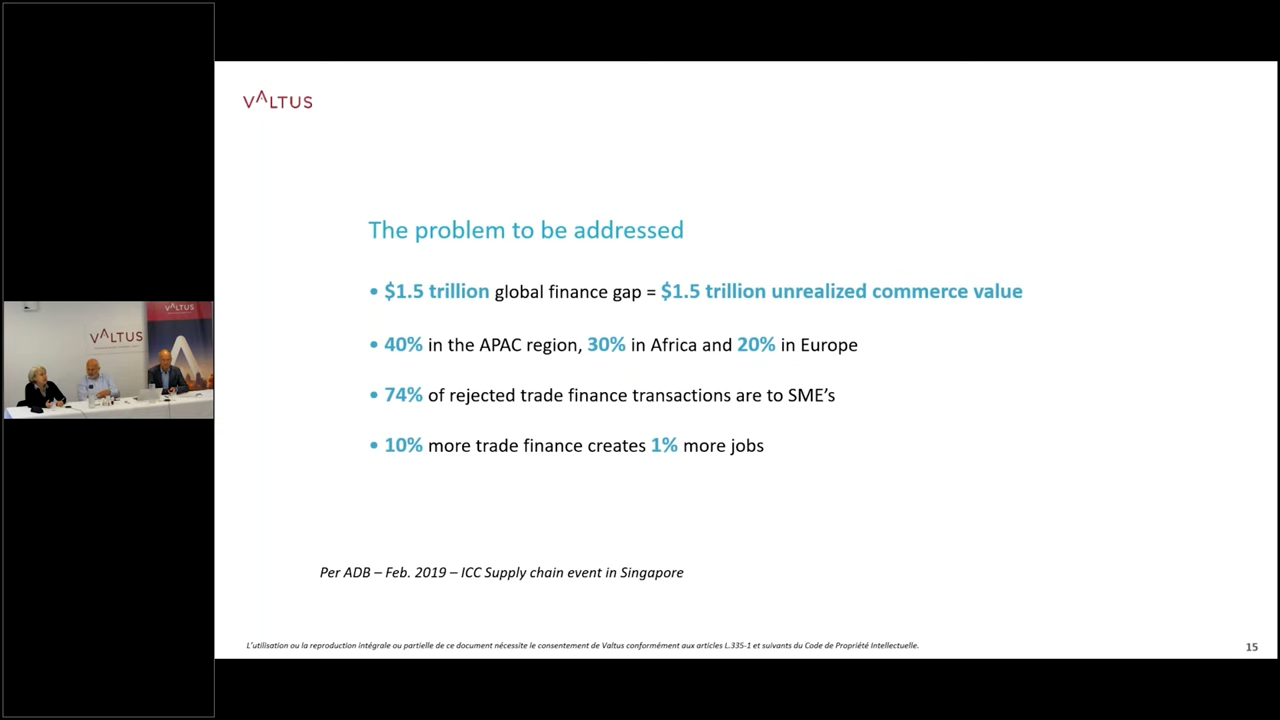 VALTUS
The problem to be addressed
• $1.5 trillion global finance gap = $1.5 trillion unrealized commerce value
• 40% in the APAC region, 30% in Africa and 20% in Europe
• 74% of rejected trade finance transactions are to SME’s
• 10% more trade finance creates 1% more jobs
Per ADB – Feb. 2019 – ICC Supply chain event in Singapore
L’utilisation ou la reproduction intégrale ou partielle de ce document nécessite le consentement de Valtus conformément aux articles L.335-1 et suivants du Code de Propriété Intellectuelle.
15
VALTUS
VALTUS